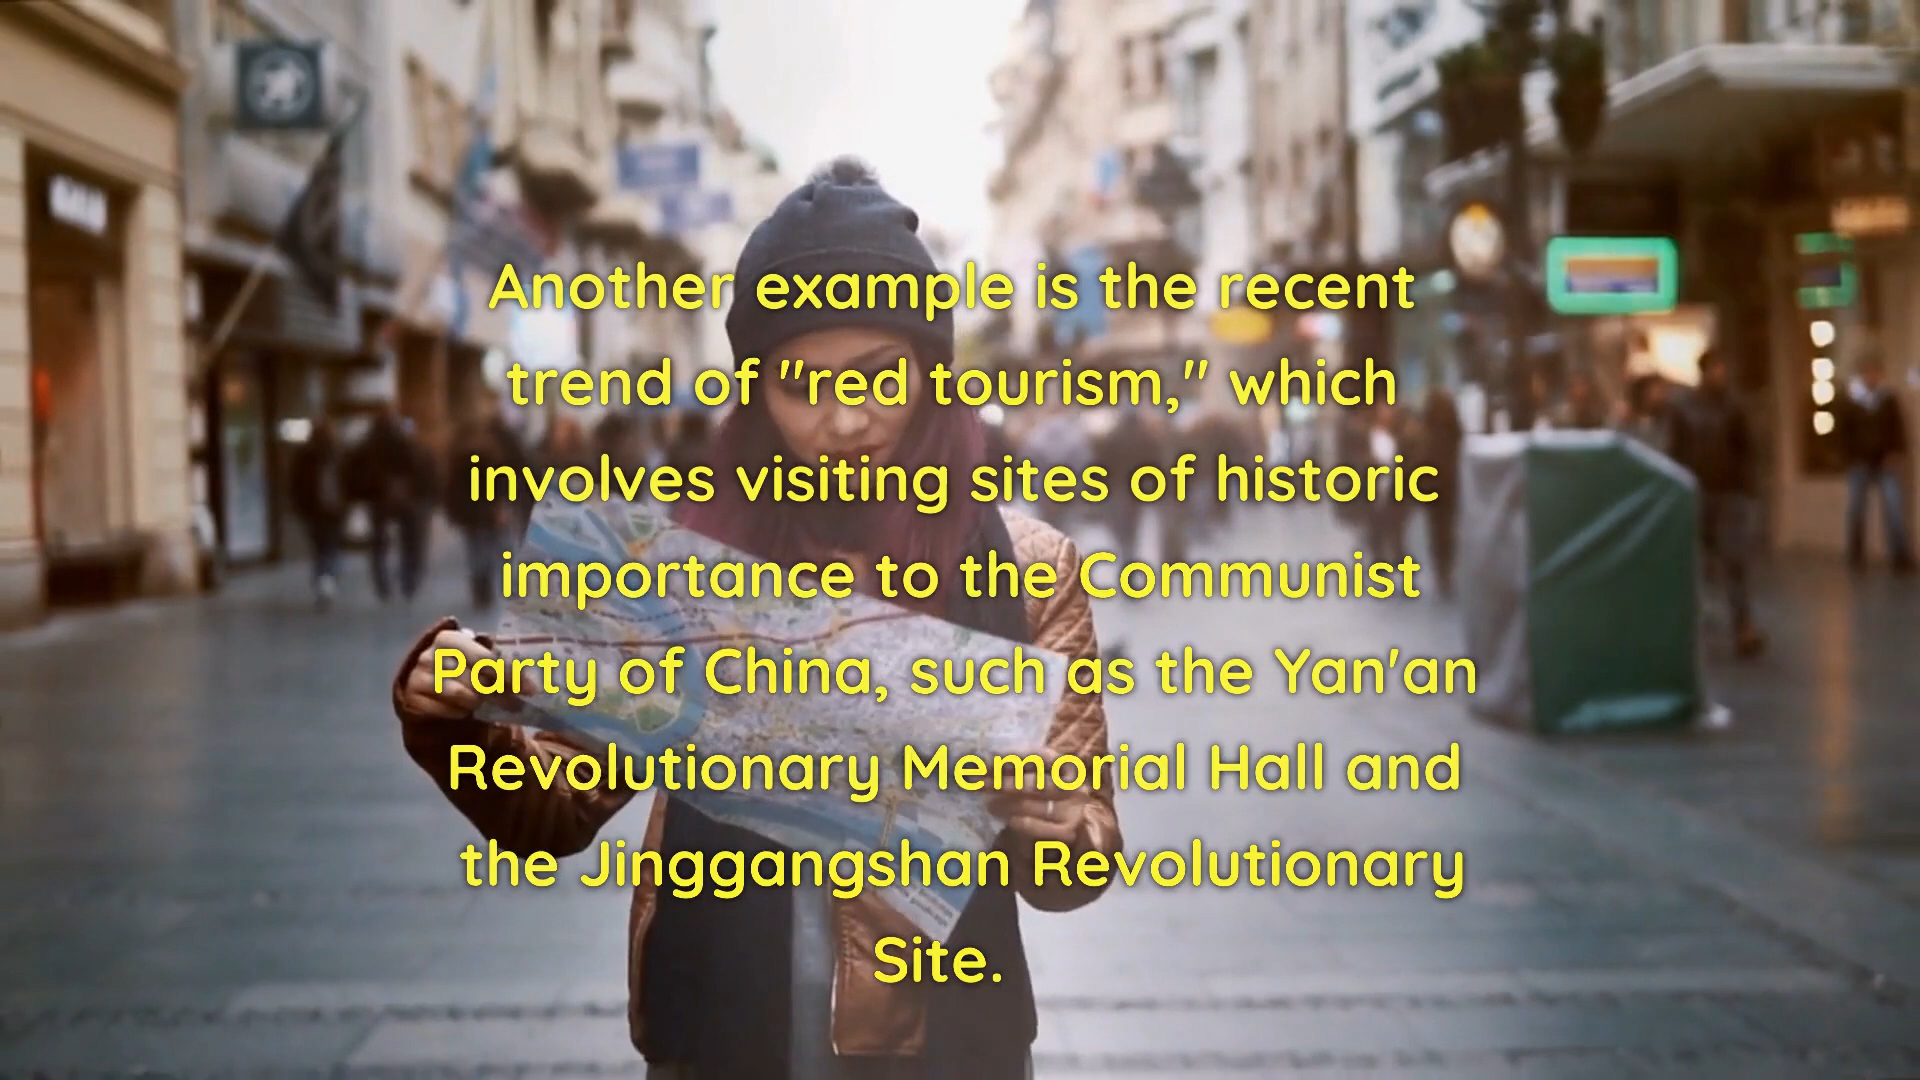 Another example is the recent
trend of "red tourism," which
involves visiting sites of historic
importance to the Communist
Party of China, such as the Yan'an
Revolutionary Memorial Hall and
the Jinggangshan Revolutionary
Site.